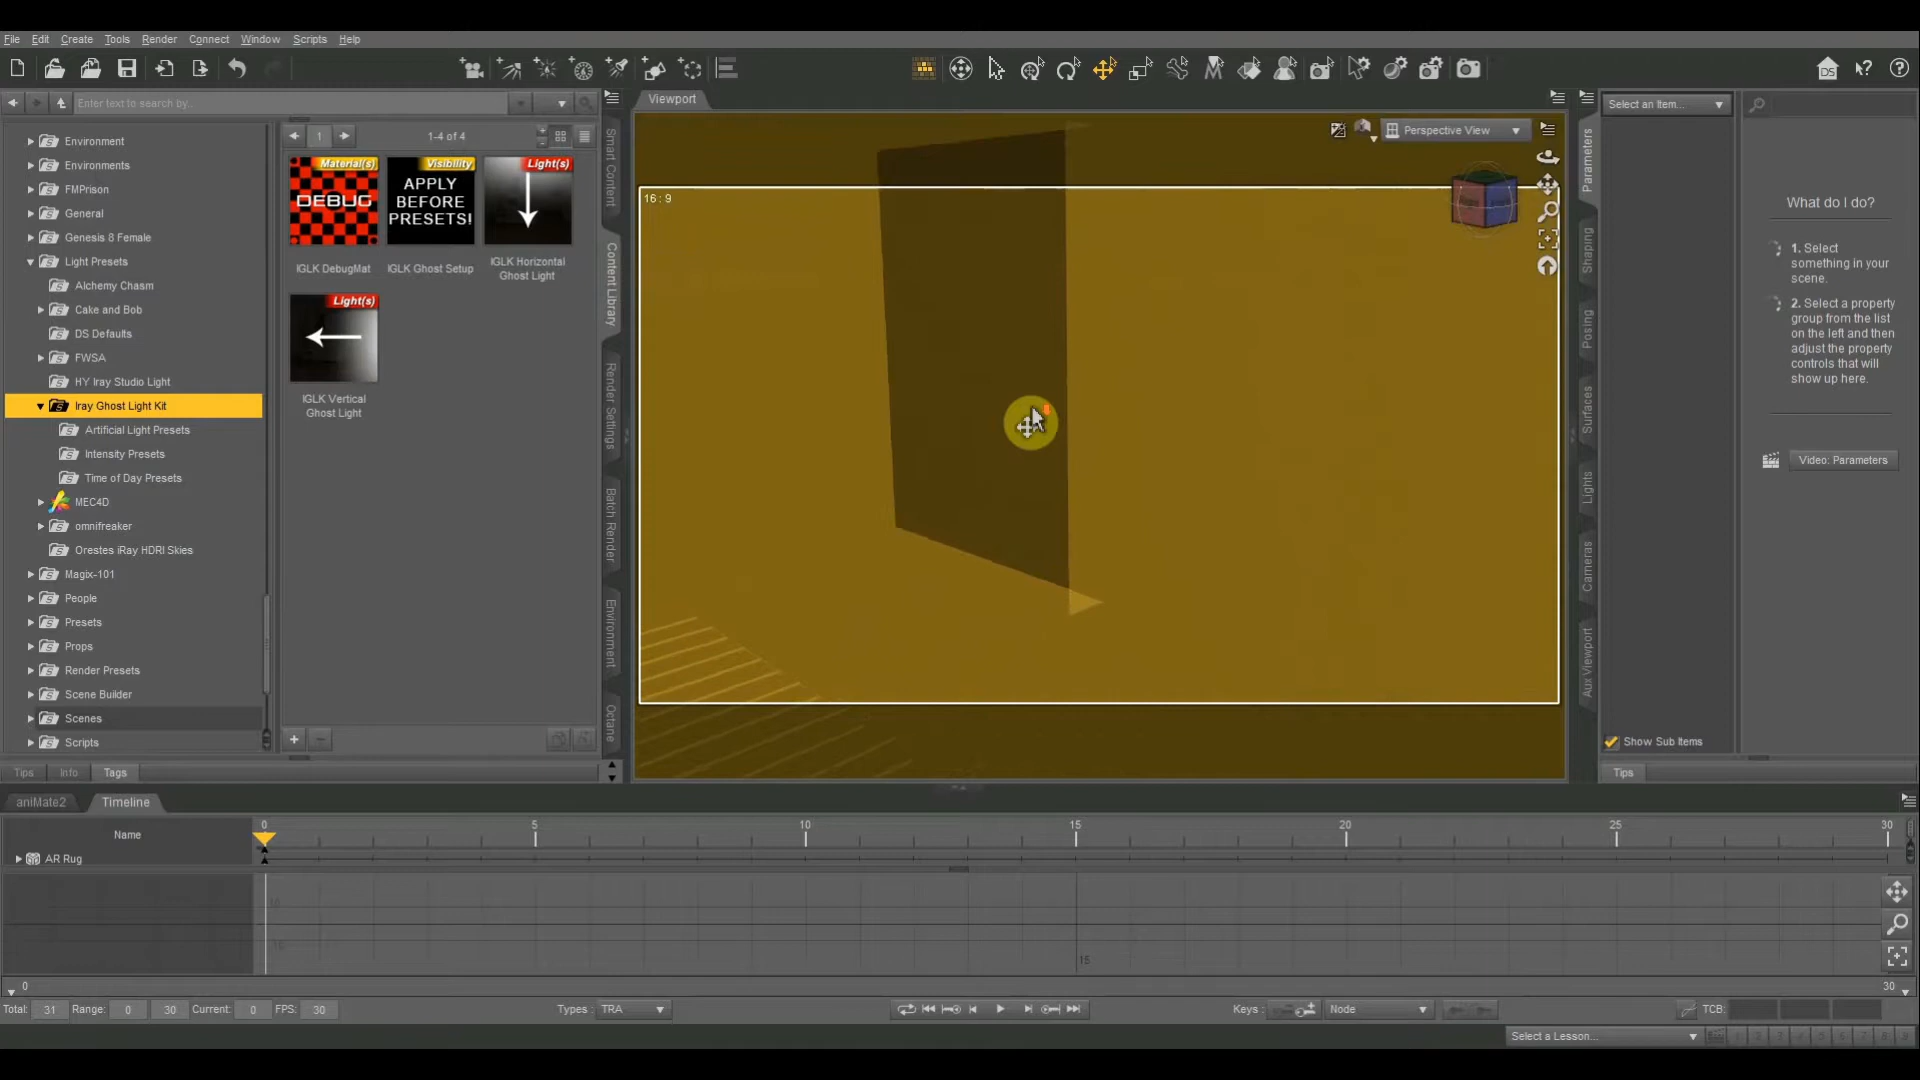 File Edit Create Tools Render Connect Window Scripts Help
Enter text to search by..
Environment
Environments
FMPrison
General
Genesis 8 Female
Light Presets
Alchemy Chasm
Cake and Bob
DS Defaults
FWSA
HY Iray Studio Light
Iray Ghost Light Kit
Artificial Light Presets
Intensity Presets
Time of Day Presets
MEC4D
omnifreaker
Orestes iRay HDRI Skies
Magix-101
People
Presets
Props
Render Presets
Scene Builder
Scenes
Scripts
Tips Info Tags
1 1-4 of 4
Material(s)
DEBUG
IGLK DebugMat
Visibility
APPLY
BEFORE
PRESETS!
IGLK Ghost Setup
Light(s)
IGLK Horizontal
Ghost Light
Light(s)
IGLK Vertical
Ghost Light
Smart Content
Content Library
Render Settings
Batch Render
Environment
Octane
Viewport
16 : 9
Perspective View
Parameters
Shaping
Posing
Surfaces
Lights
Cameras
Aux Viewport
Select an Item...
What do I do?
1. Select
something in your
scene.
2. Select a property
group from the list
on the left and then
adjust the property
controls that will
show up here.
Video: Parameters
Show Sub Items
Tips
aniMate2 Timeline
Name
0 5 10 15 20 25 30
AR Rug
15
0 30
Total: 31 Range: 0 30 Current: 0 FPS: 30 Types : TRA Keys : Node TCB:
Select a Lesson...